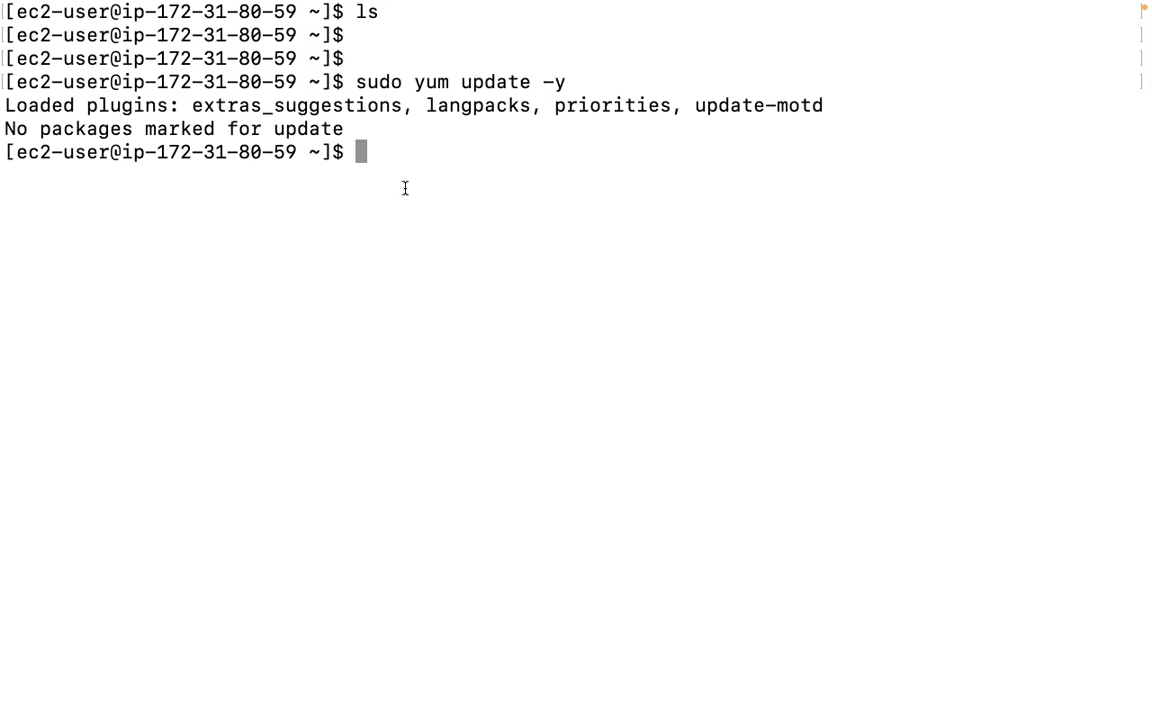 [ec2-user@ip-172-31-80-59 ~]$ ls ]
[ec2-user@ip-172-31-80-59 ~]$ ]
[ec2-user@ip-172-31-80-59 ~]$ ]
[ec2-user@ip-172-31-80-59 ~]$ sudo yum update -y ]
Loaded plugins: extras_suggestions, langpacks, priorities, update-motd
No packages marked for update
[ec2-user@ip-172-31-80-59 ~]$